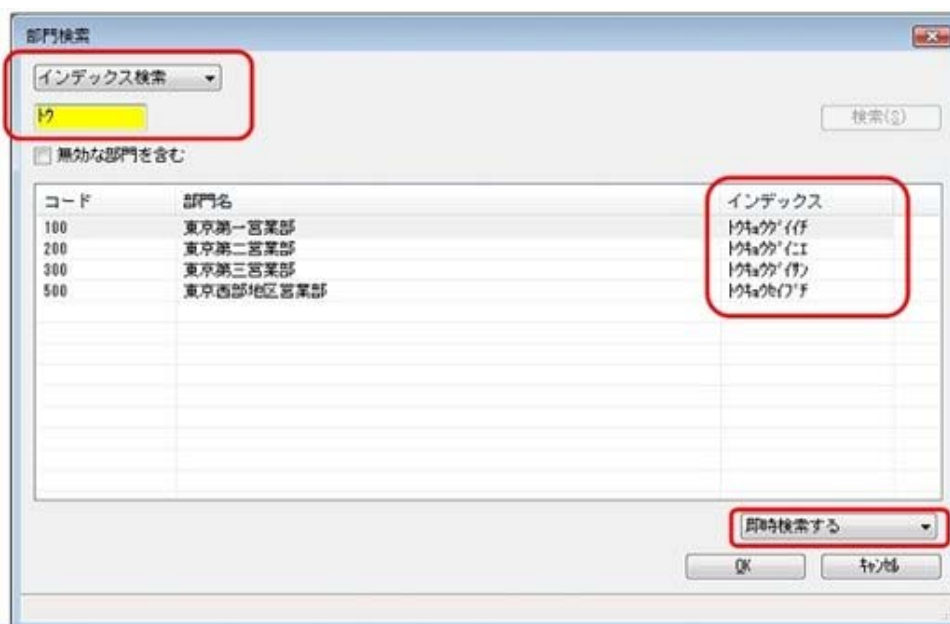 部門検索
インデックス検索
ﾄｳ
検索(S)
無効な部門を含む
コード 部門名 インデックス
100 東京第一営業部 ﾄｳｷｮｳﾀﾞｲｲﾁ
200 東京第二営業部 ﾄｳｷｮｳﾀﾞｲﾆｴ
300 東京第三営業部 ﾄｳｷｮｳﾀﾞｲｻﾝ
500 東京西部地区営業部 ﾄｳｷｮｳｾｲﾌﾞﾁ
即時検索する
OK ｷｬﾝｾﾙ